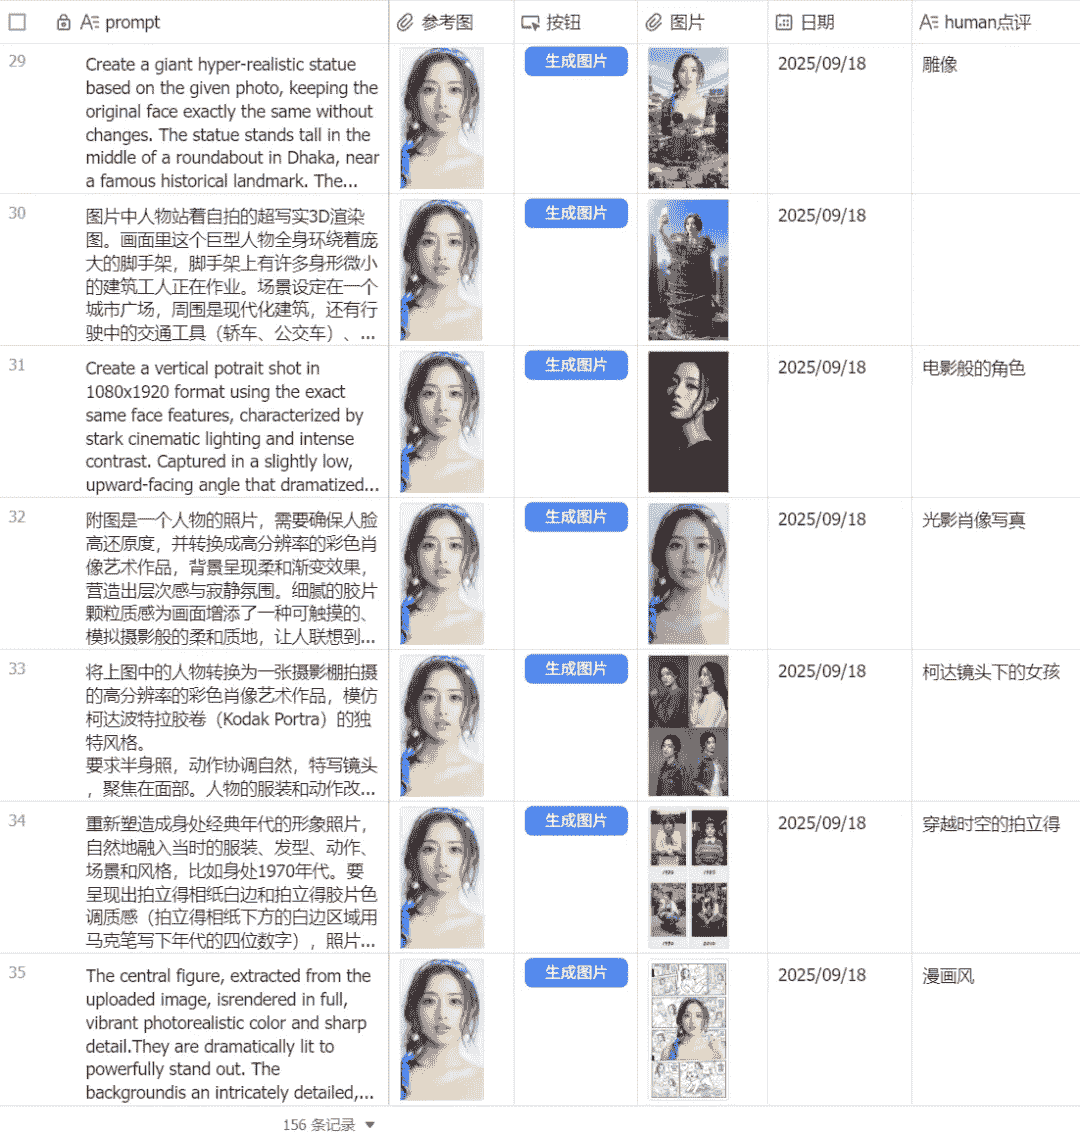 prompt
参考图
按钮
图片
日期
human点评
29
Create a giant hyper-realistic statue
based on the given photo, keeping the
original face exactly the same without
changes. The statue stands tall in the
middle of a roundabout in Dhaka, near
a famous historical landmark. The...
生成图片
2025/09/18
雕像
30
图片中人物站着自拍的超写实3D渲染
图。画面里这个巨型人物全身环绕着庞
大的脚手架，脚手架上有许多身形微小
的建筑工人正在作业。场景设定在一个
城市广场，周围是现代化建筑，还有行
驶中的交通工具（轿车、公交车）、...
生成图片
2025/09/18
31
Create a vertical potrait shot in
1080x1920 format using the exact
same face features, characterized by
stark cinematic lighting and intense
contrast. Captured in a slightly low,
upward-facing angle that dramatized...
生成图片
2025/09/18
电影般的角色
32
附图是一个人物的照片，需要确保人脸
高还原度，并转换成高分辨率的彩色肖
像艺术作品，背景呈现柔和渐变效果，
营造出层次感与寂静氛围。细腻的胶片
颗粒质感为画面增添了一种可触摸的、
模拟摄影般的柔和质地，让人联想到...
生成图片
2025/09/18
光影肖像写真
33
将上图中的人物转换为一张摄影棚拍摄
的高分辨率的彩色肖像艺术作品，模仿
柯达波特拉胶卷（Kodak Portra）的独
特风格。
要求半身照，动作协调自然，特写镜头
，聚焦在面部。人物的服装和动作改...
生成图片
2025/09/18
柯达镜头下的女孩
34
重新塑造成身处经典年代的形象照片，
自然地融入当时的服装、发型、动作、
场景和风格，比如身处1970年代。要
呈现出拍立得相纸白边和拍立得胶片色
调质感（拍立得相纸下方的白边区域用
马克笔写下年代的四位数字），照片...
生成图片
2025/09/18
穿越时空的拍立得
35
The central figure, extracted from the
uploaded image, isrendered in full,
vibrant photorealistic color and sharp
detail.They are dramatically lit to
powerfully stand out. The
backgroundis an intricately detailed,...
生成图片
2025/09/18
漫画风
156 条记录